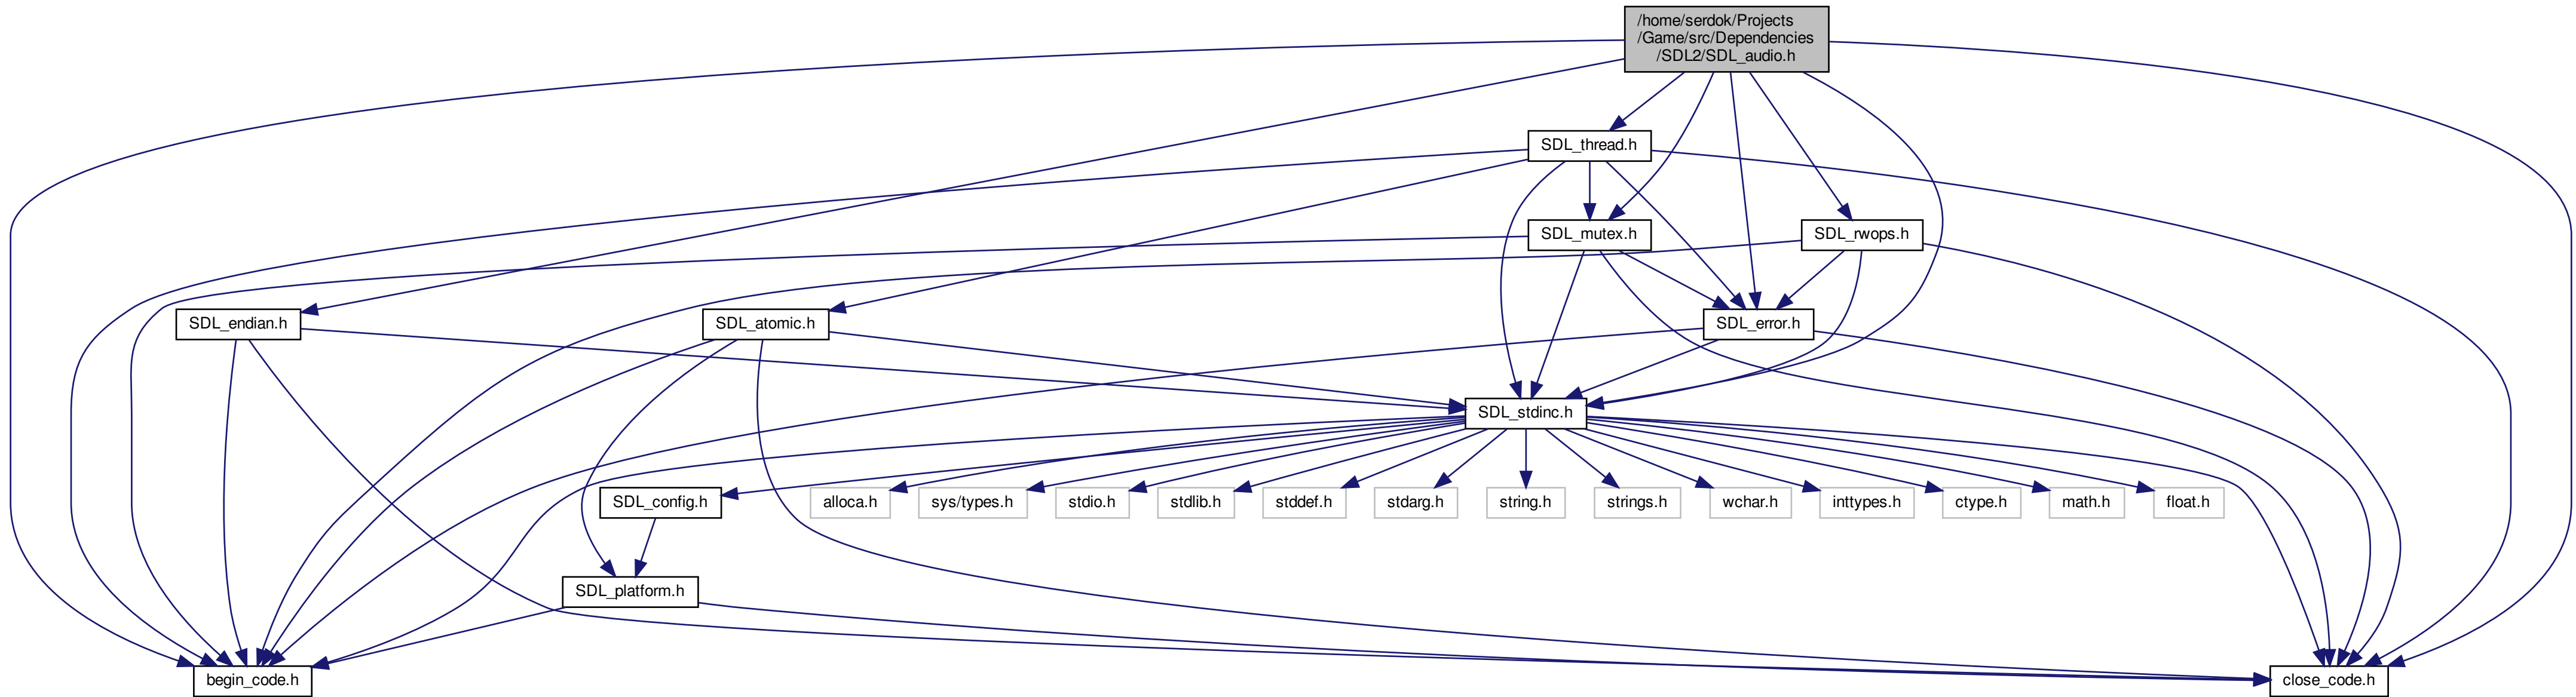 /home/serdok/Projects
/Game/src/Dependencies
/SDL2/SDL_audio.h
SDL_thread.h
SDL_mutex.h
SDL_rwops.h
SDL_endian.h
SDL_atomic.h
SDL_error.h
SDL_stdinc.h
SDL_config.h
alloca.h
sys/types.h
stdio.h
stdlib.h
stddef.h
stdarg.h
string.h
strings.h
wchar.h
inttypes.h
ctype.h
math.h
float.h
SDL_platform.h
begin_code.h
close_code.h